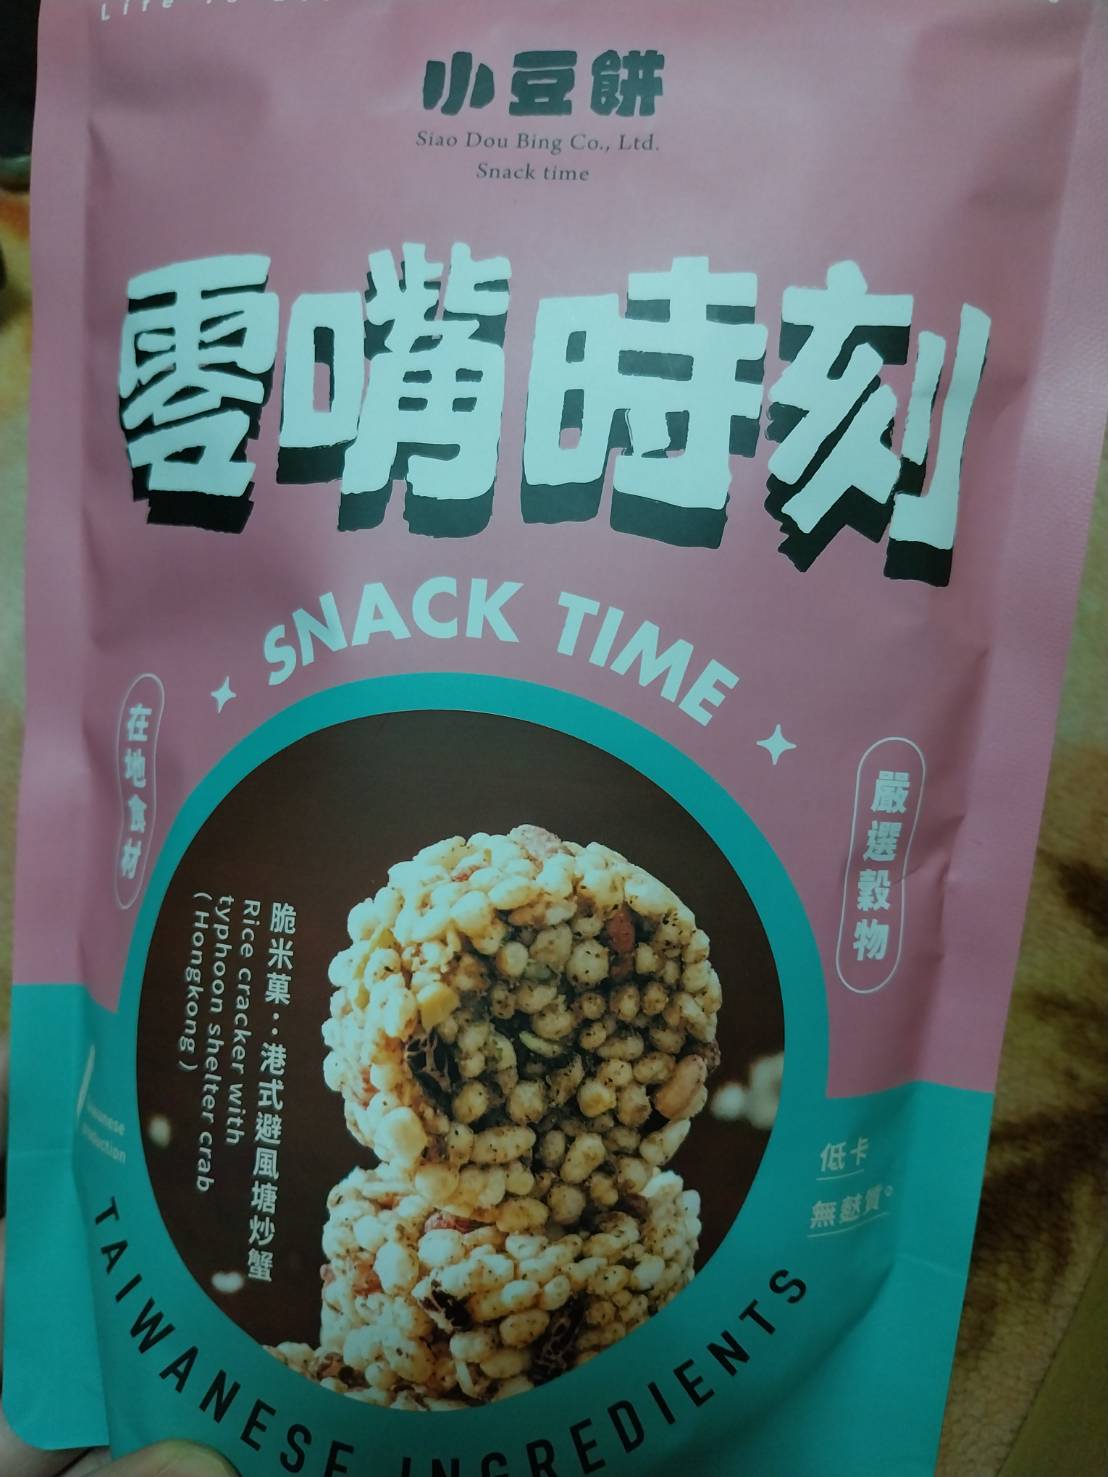 小豆餅
Siao Dou Bing Co., Ltd.
Snack time
零嘴時刻
SNACK TIME
在地食材
嚴選穀物
脆米菓：港式避風塘炒蟹
Rice cracker with
typhoon shelter crab
(Hongkong)
低卡
無麩質。
TAIWANESE INGREDIENTS